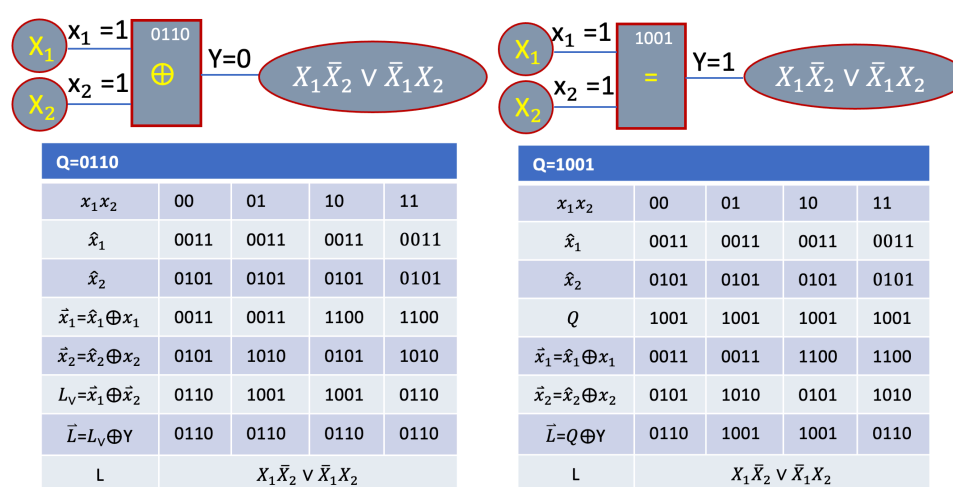 X₁ x₁ =1 0110 ⊕ Y=0 X₁X̄₂ ∨ X̄₁X₂
X₂ x₂ =1
X₁ x₁ =1 1001 = Y=1 X₁X̄₂ ∨ X̄₁X₂
X₂ x₂ =1
Q=0110
x₁x₂ 00 01 10 11
x̂₁ 0011 0011 0011 0011
x̂₂ 0101 0101 0101 0101
x⃗₁=x̂₁⊕x₁ 0011 0011 1100 1100
x⃗₂=x̂₂⊕x₂ 0101 1010 0101 1010
L∨=x⃗₁⊕x⃗₂ 0110 1001 1001 0110
L⃗=L∨⊕Y 0110 0110 0110 0110
L X₁X̄₂ ∨ X̄₁X₂
Q=1001
x₁x₂ 00 01 10 11
x̂₁ 0011 0011 0011 0011
x̂₂ 0101 0101 0101 0101
Q 1001 1001 1001 1001
x⃗₁=x̂₁⊕x₁ 0011 0011 1100 1100
x⃗₂=x̂₂⊕x₂ 0101 1010 0101 1010
L⃗=Q⊕Y 0110 1001 1001 0110
L X₁X̄₂ ∨ X̄₁X₂